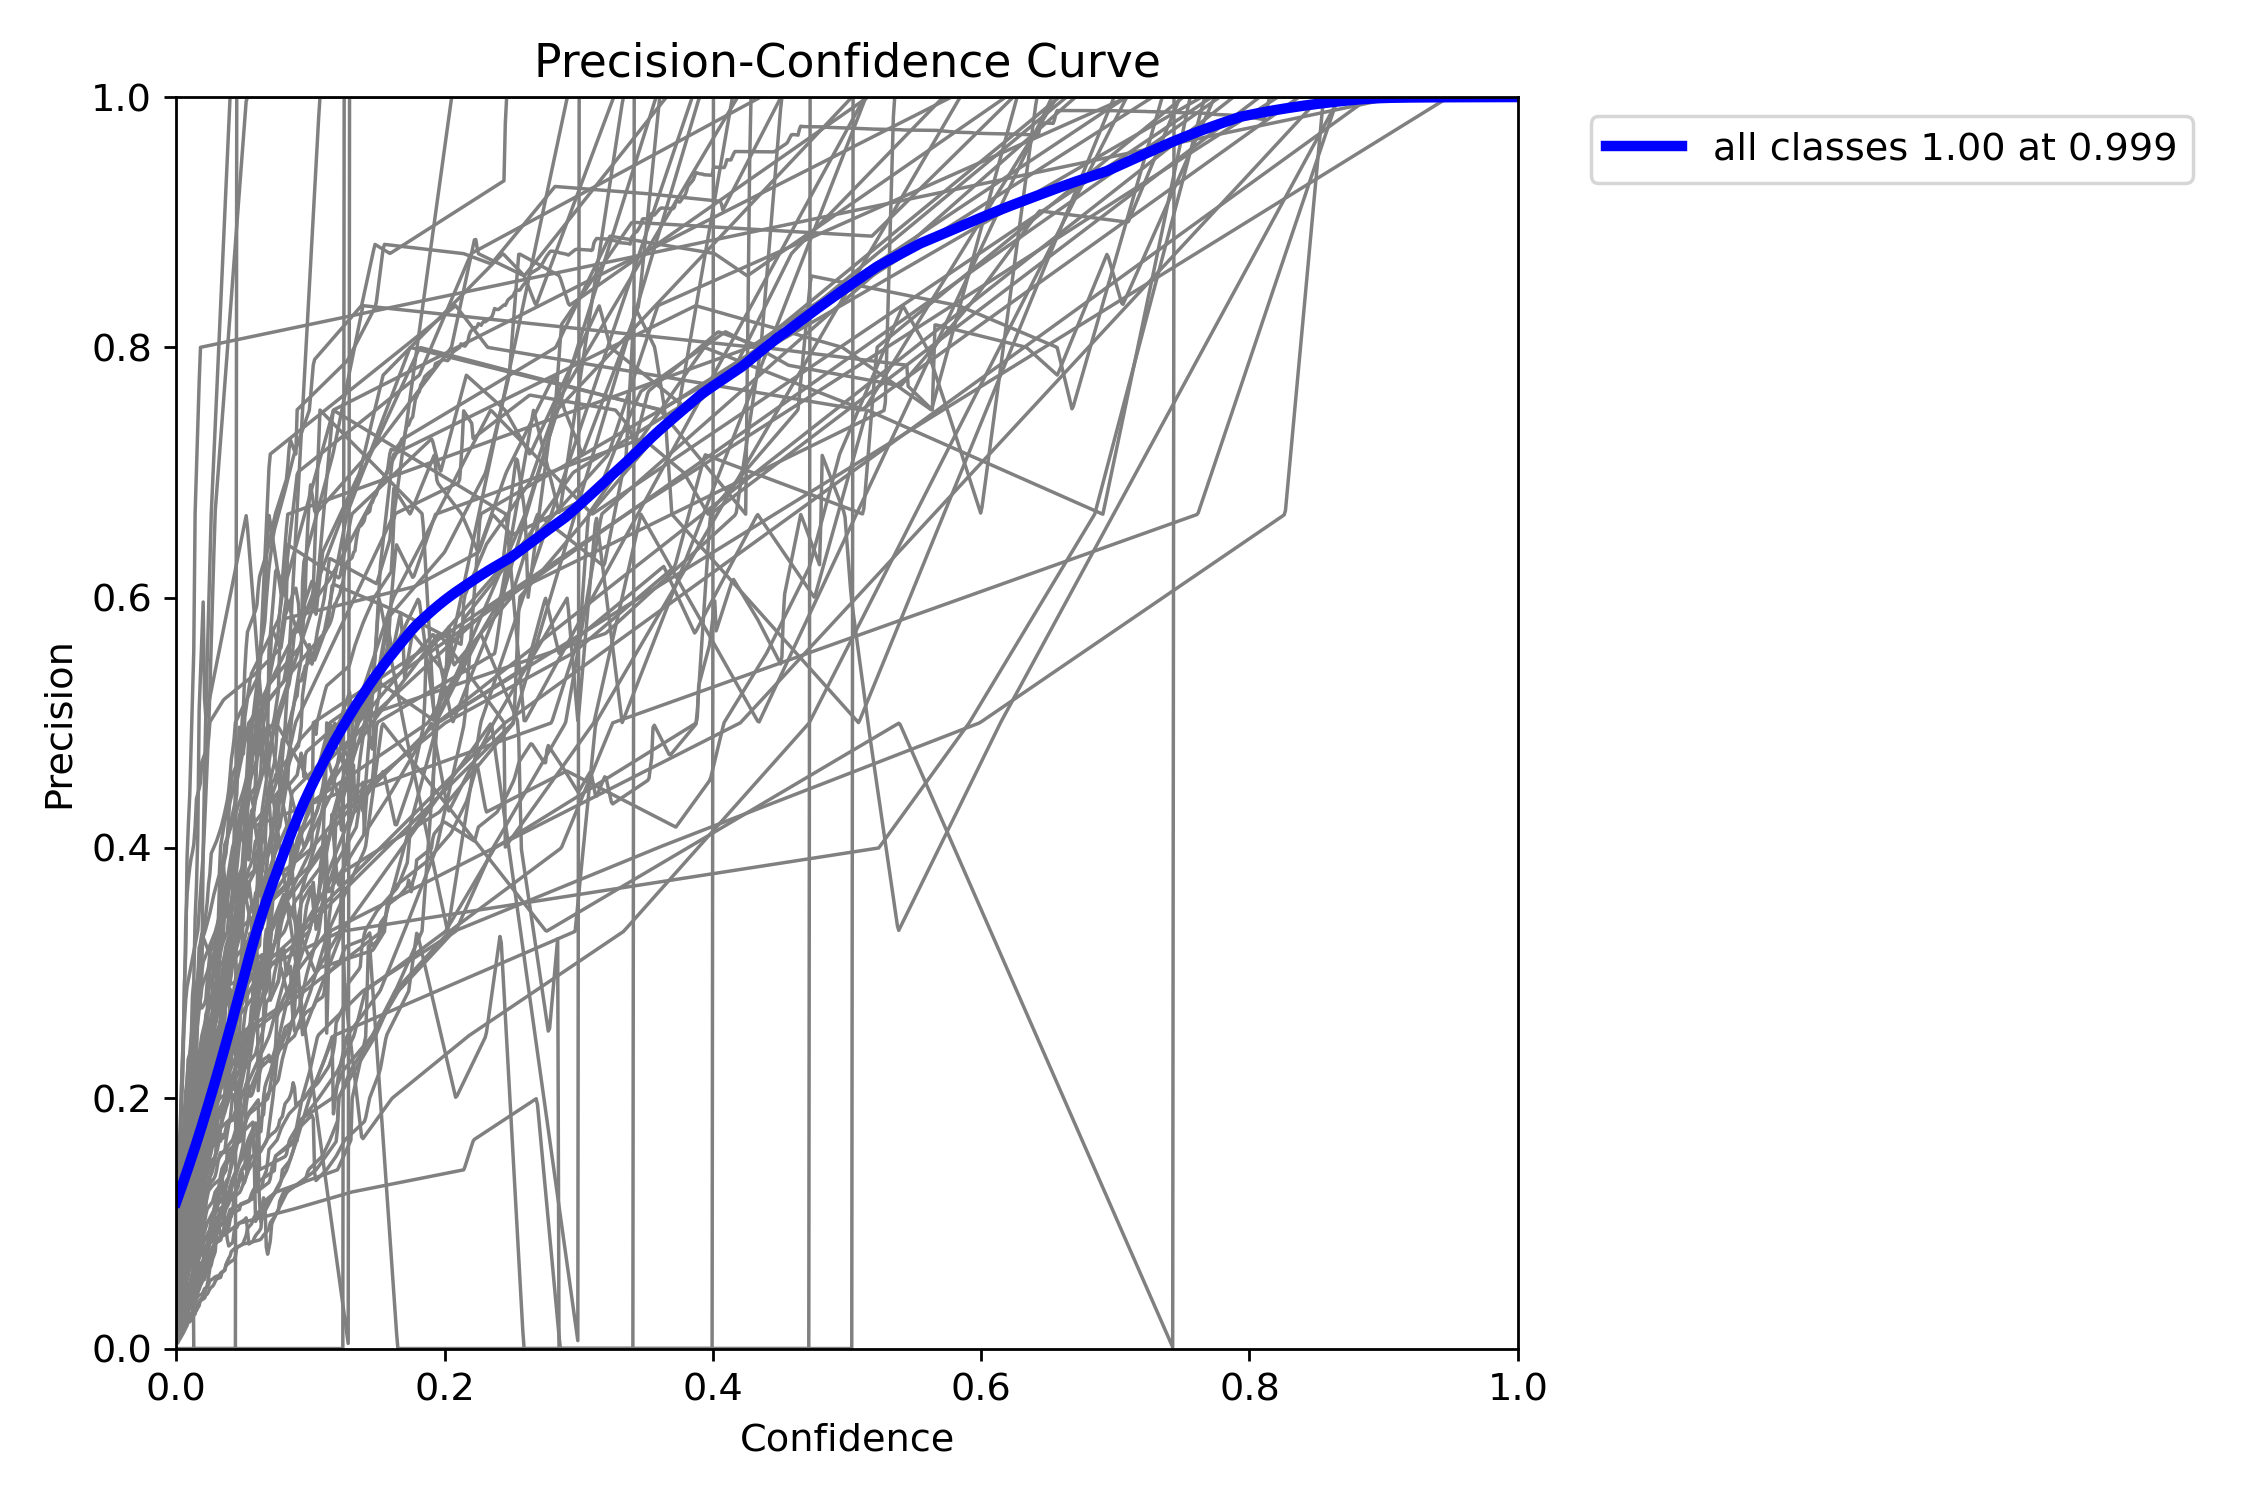 Precision-Confidence Curve
all classes 1.00 at 0.999
Precision
1.0
0.8
0.6
0.4
0.2
0.0
0.0 0.2 0.4 0.6 0.8 1.0
Confidence